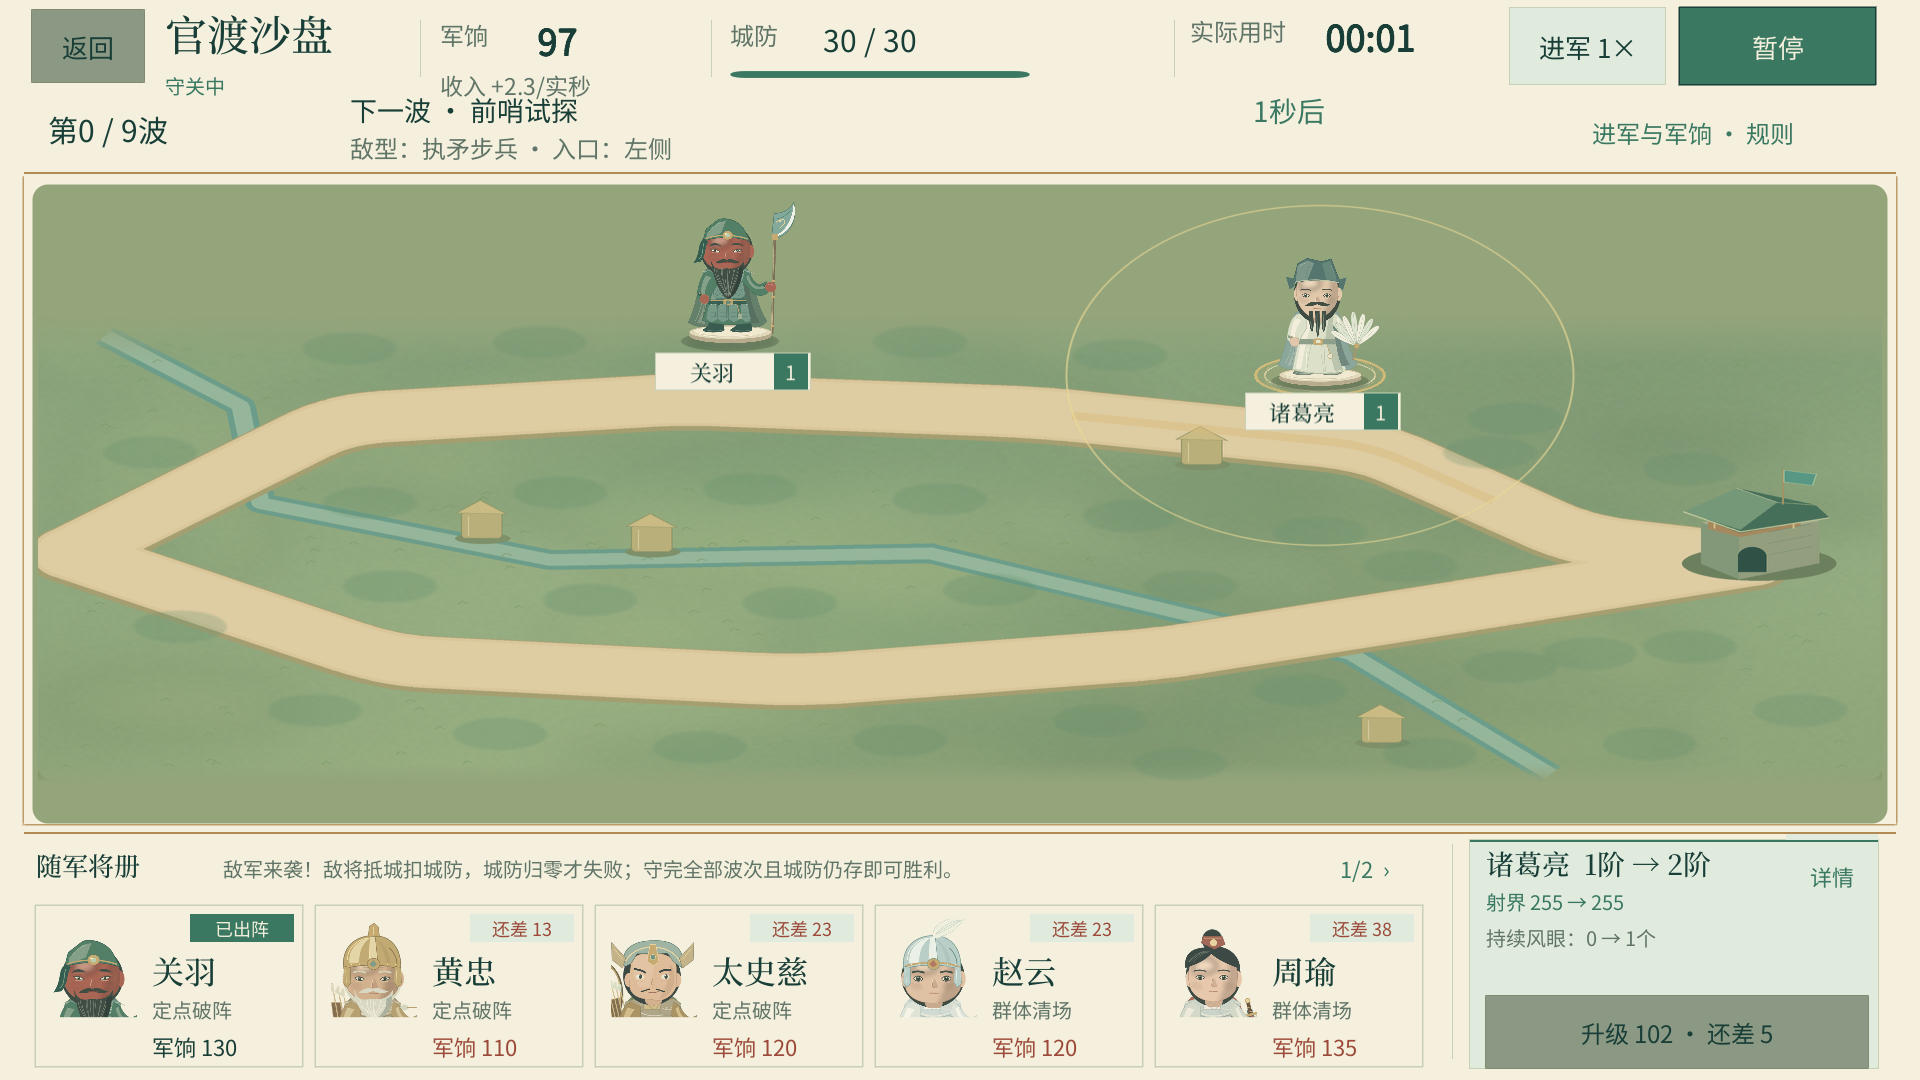 返回
官渡沙盘
守关中
军饷 97
收入 +2.3/实秒
城防 30 / 30
实际用时 00:01
进军 1×
暂停
第0 / 9波
下一波 · 前哨试探
敌型：执矛步兵 · 入口：左侧
1秒后
进军与军饷 · 规则
关羽 1
诸葛亮 1
随军将册
敌军来袭！敌将抵城扣城防，城防归零才失败；守完全部波次且城防仍存即可胜利。
1/2 ›
已出阵
关羽
定点破阵
军饷 130
还差 13
黄忠
定点破阵
军饷 110
还差 23
太史慈
定点破阵
军饷 120
还差 23
赵云
群体清场
军饷 120
还差 38
周瑜
群体清场
军饷 135
诸葛亮 1阶 → 2阶
详情
射界 255 → 255
持续风眼：0 → 1个
升级 102 · 还差 5